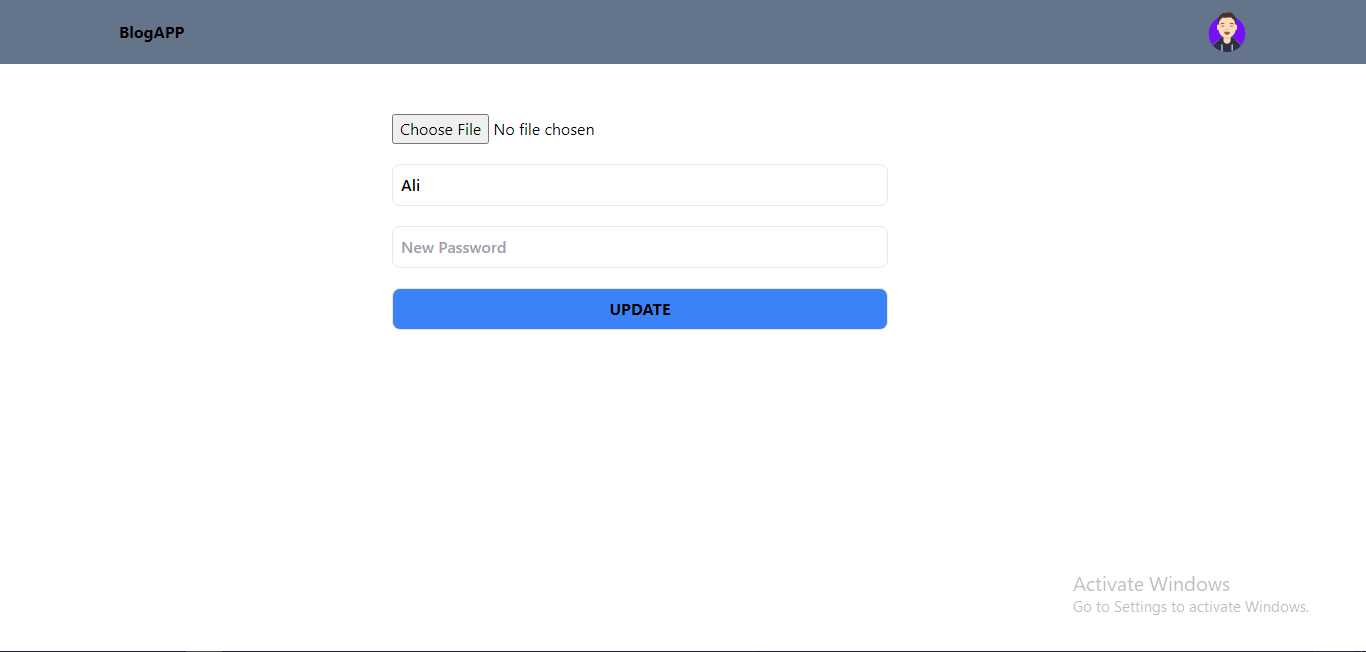 BlogAPP
Choose File No file chosen
Ali
New Password
UPDATE
Activate Windows
Go to Settings to activate Windows.